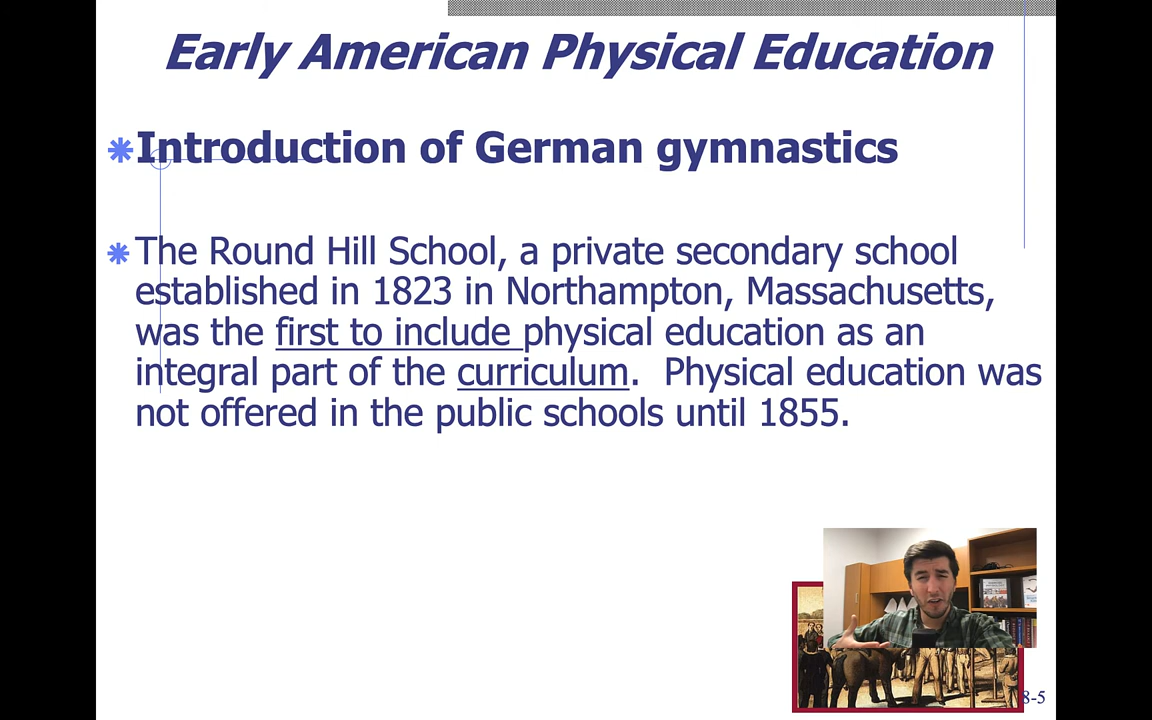 Early American Physical Education
Introduction of German gymnastics
The Round Hill School, a private secondary school
established in 1823 in Northampton, Massachusetts,
was the first to include physical education as an
integral part of the curriculum.  Physical education was
not offered in the public schools until 1855.
8-5